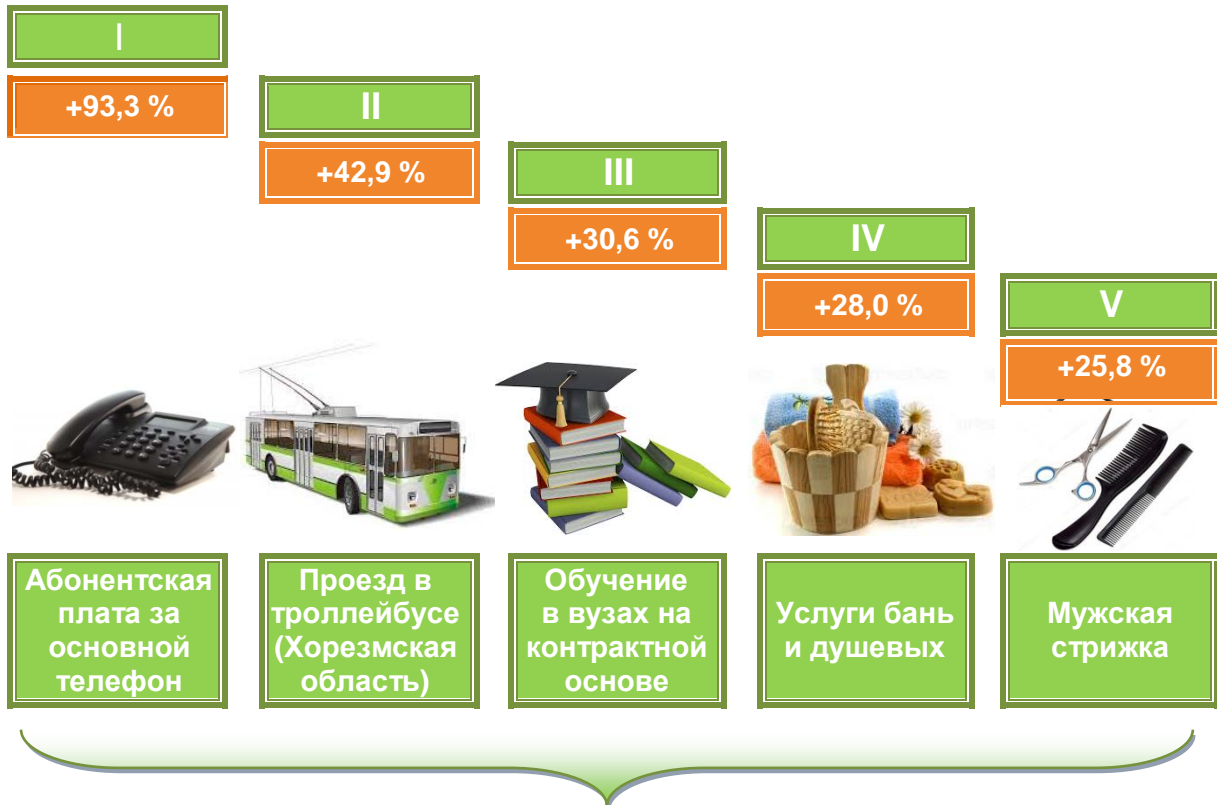 I
+93,3 %
II
+42,9 %
III
+30,6 %
IV
+28,0 %
V
+25,8 %
Абонентская
плата за
основной
телефон
Проезд в
троллейбусе
(Хорезмская
область)
Обучение
в вузах на
контрактной
основе
Услуги бань
и душевых
Мужская
стрижка